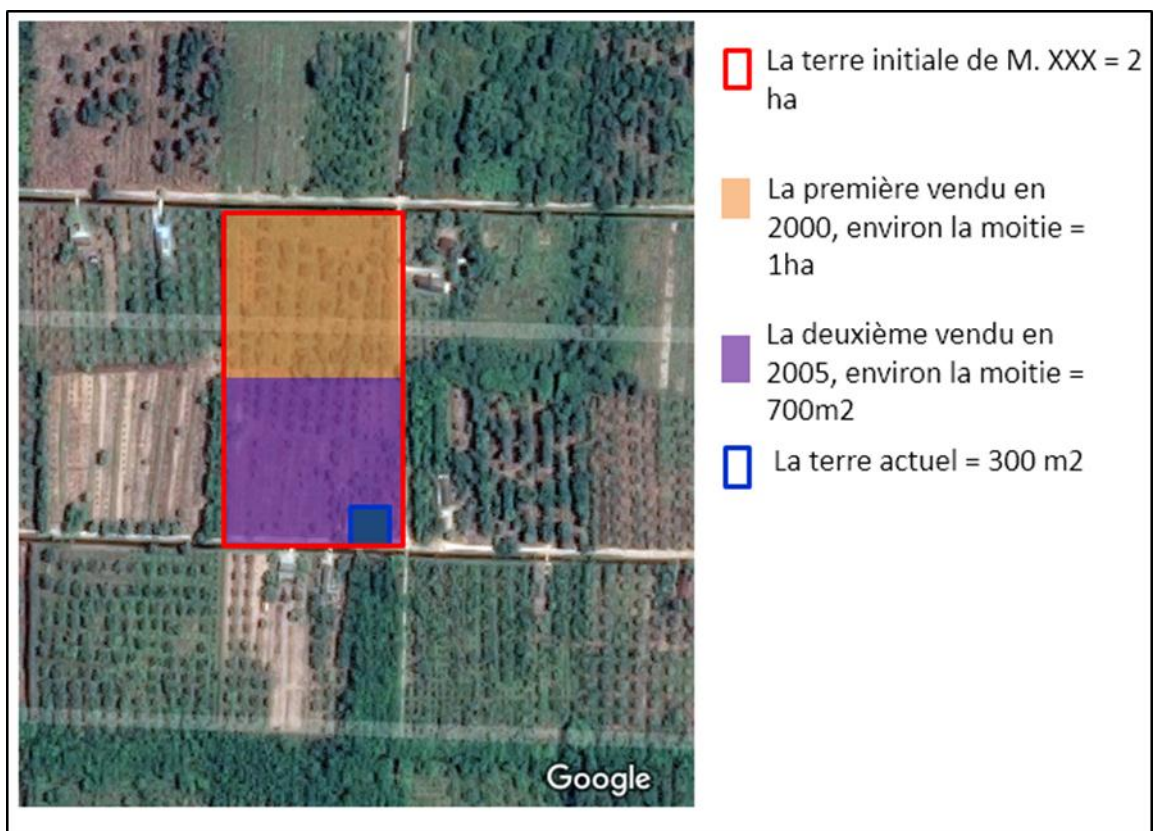 La terre initiale de M. XXX = 2
ha
La première vendu en
2000, environ la moitie =
1ha
La deuxième vendu en
2005, environ la moitie =
700m2
La terre actuel = 300 m2
Google